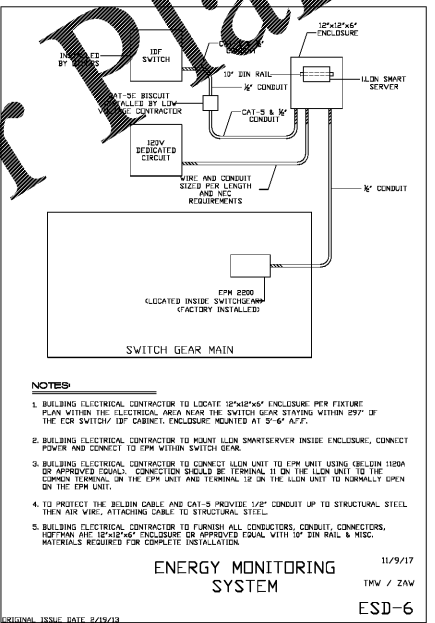 r Pla
IDF
SWITCH
BY
12"x12"x6"
ENCLOSURE
CONDUIT
10" DIN RAIL
½" CONDUIT
ILON SMART
SERVER
CAT-5E BISCUIT
INSTALLED BY LOW
VOLTAGE CONTRACTOR
CAT-5 & ½"
CONDUIT
120V
DEDICATED
CIRCUIT
WIRE AND CONDUIT
SIZED PER LENGTH
AND NEC
REQUIREMENTS
½" CONDUIT
EPM 2200
(LOCATED INSIDE SWITCHGEAR)
(FACTORY INSTALLED)
SWITCH GEAR MAIN
NOTES:
1. BUILDING ELECTRICAL CONTRACTOR TO LOCATE 12"x12"x6" ENCLOSURE PER FIXTURE
PLAN WITHIN THE ELECTRICAL AREA NEAR THE SWITCH GEAR STAYING WITHIN 297' OF
THE ECR SWITCH/ IDF CABINET. ENCLOSURE MOUNTED AT 5'-6" A.F.F.
2. BUILDING ELECTRICAL CONTRACTOR TO MOUNT ILON SMARTSERVER INSIDE ENCLOSURE, CONNECT
POWER AND CONNECT TO EPM WITHIN SWITCH GEAR.
3. BUILDING ELECTRICAL CONTRACTOR TO CONNECT ILON UNIT TO EPM UNIT USING (BELDIN 1120A
OR APPROVED EQUAL). CONNECTION SHOULD BE TERMINAL 11 ON THE ILON UNIT TO THE
COMMON TERMINAL ON THE EPM UNIT AND TERMINAL 12 ON THE ILON UNIT TO NORMALLY OPEN
ON THE EPM UNIT.
4. TO PROTECT THE BELDIN CABLE AND CAT-5 PROVIDE 1/2" CONDUIT UP TO STRUCTURAL STEEL
THEN AIR WIRE, ATTACHING CABLE TO STRUCTURAL STEEL.
5. BUILDING ELECTRICAL CONTRACTOR TO FURNISH ALL CONDUCTORS, CONDUIT, CONNECTORS,
HOFFMAN AHE 12"x12"x6" ENCLOSURE OR APPROVED EQUAL WITH 10" DIN RAIL & MISC.
MATERIALS REQUIRED FOR COMPLETE INSTALLATION.
ENERGY MONITORING
SYSTEM
11/9/17
TMW / ZAW
ESD-6
ORIGINAL ISSUE DATE 2/19/13